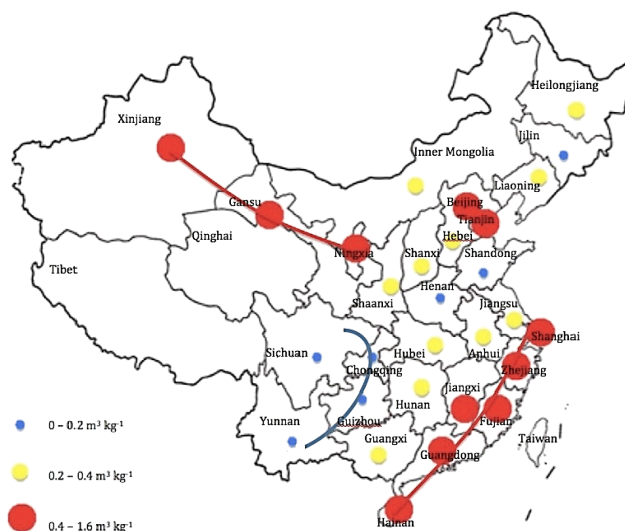 Heilongjiang
Xinjiang
Jilin
Inner Mongolia
Liaoning
Gansu
Beijing
Tianjin
Qinghai
Hebei
Ningxia
Shanxi
Shandong
Tibet
Henan
Shaanxi
Jiangsu
Shanghai
Sichuan
Hubei
Anhui
Chongqing
Zhejiang
Jiangxi
Hunan
Yunnan
Guizhou
Fujian
0 – 0.2 m³ kg⁻¹
Guangxi
Taiwan
Guangdong
0.2 – 0.4 m³ kg⁻¹
Hainan
0.4 – 1.6 m³ kg⁻¹